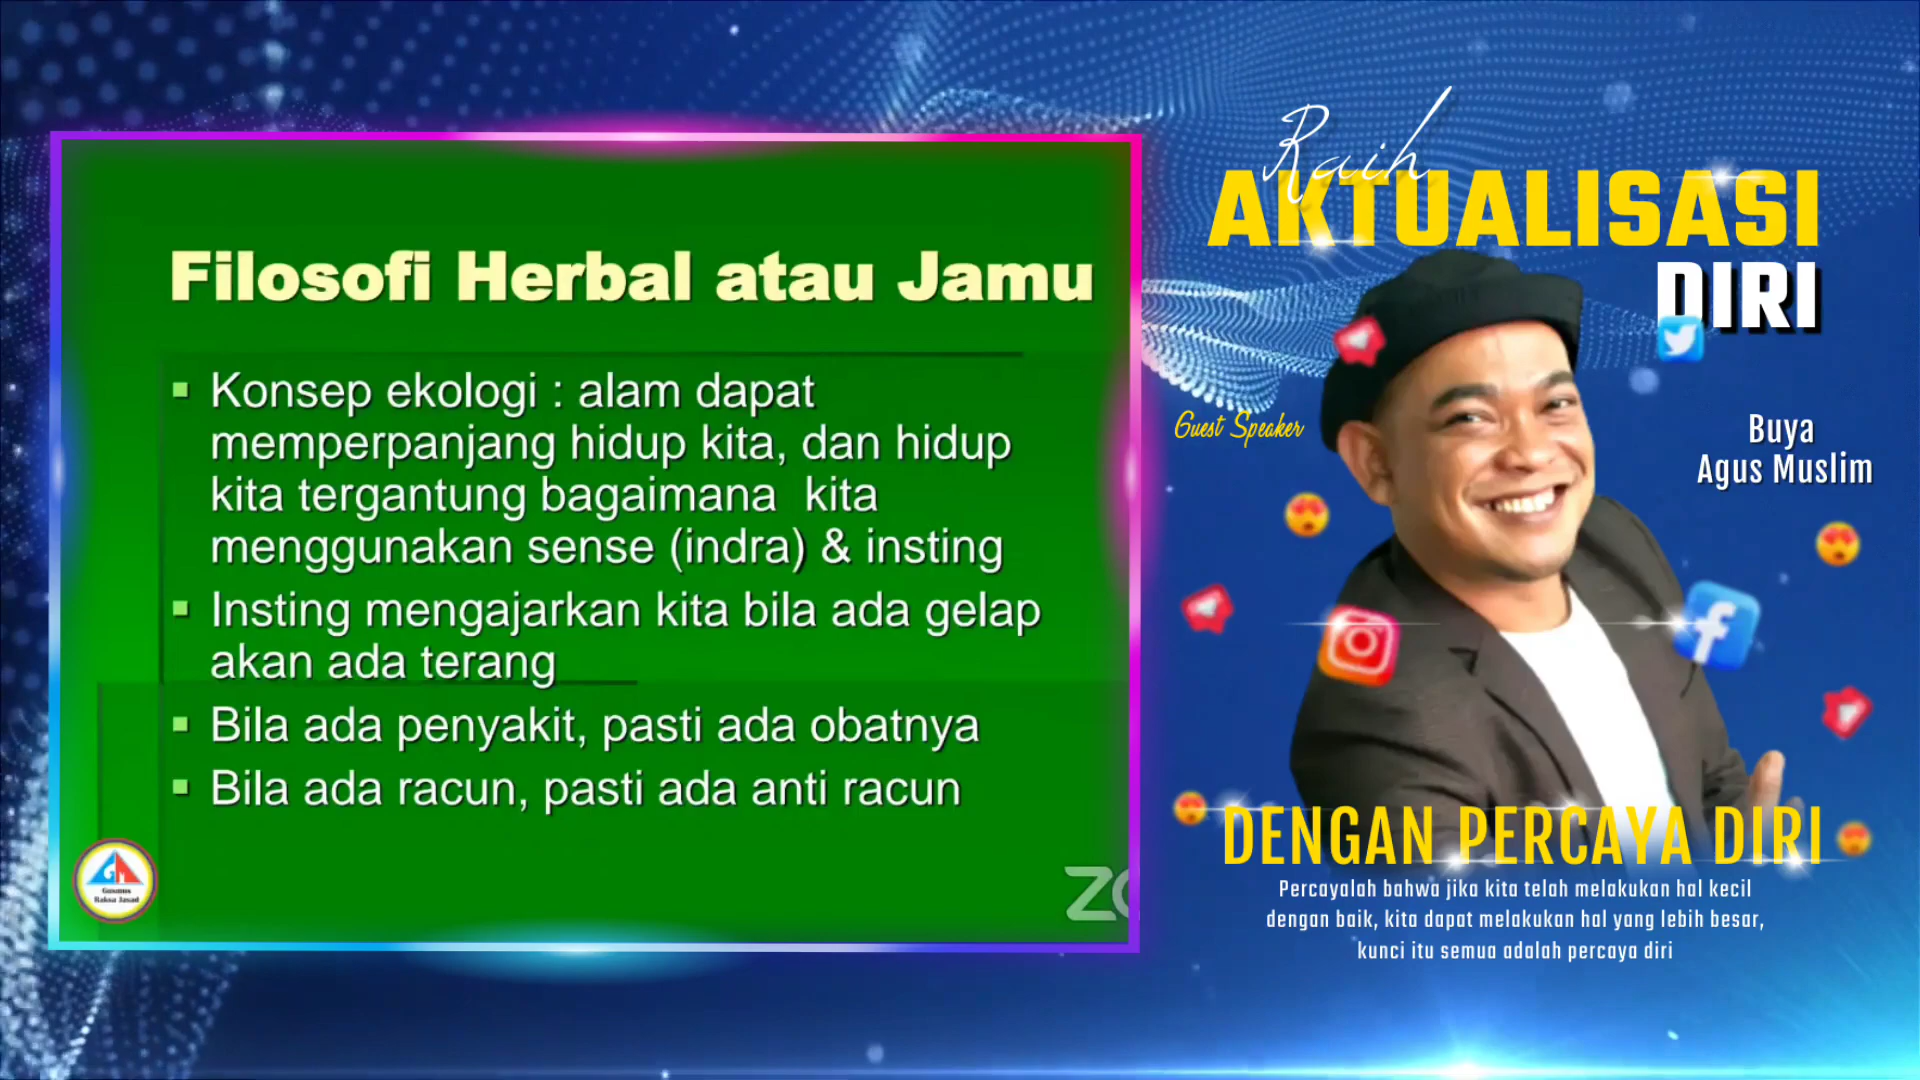 Filosofi Herbal atau Jamu
Konsep ekologi : alam dapat
memperpanjang hidup kita, dan hidup
kita tergantung bagaimana kita
menggunakan sense (indra) & insting
Insting mengajarkan kita bila ada gelap
akan ada terang
Bila ada penyakit, pasti ada obatnya
Bila ada racun, pasti ada anti racun
GM
Raksa Jasad
Raih
AKTUALISASI
DIRI
Guest Speaker
Buya
Agus Muslim
DENGAN PERCAYA DIRI
Percayalah bahwa jika kita telah melakukan hal kecil
dengan baik, kita dapat melakukan hal yang lebih besar,
kunci itu semua adalah percaya diri